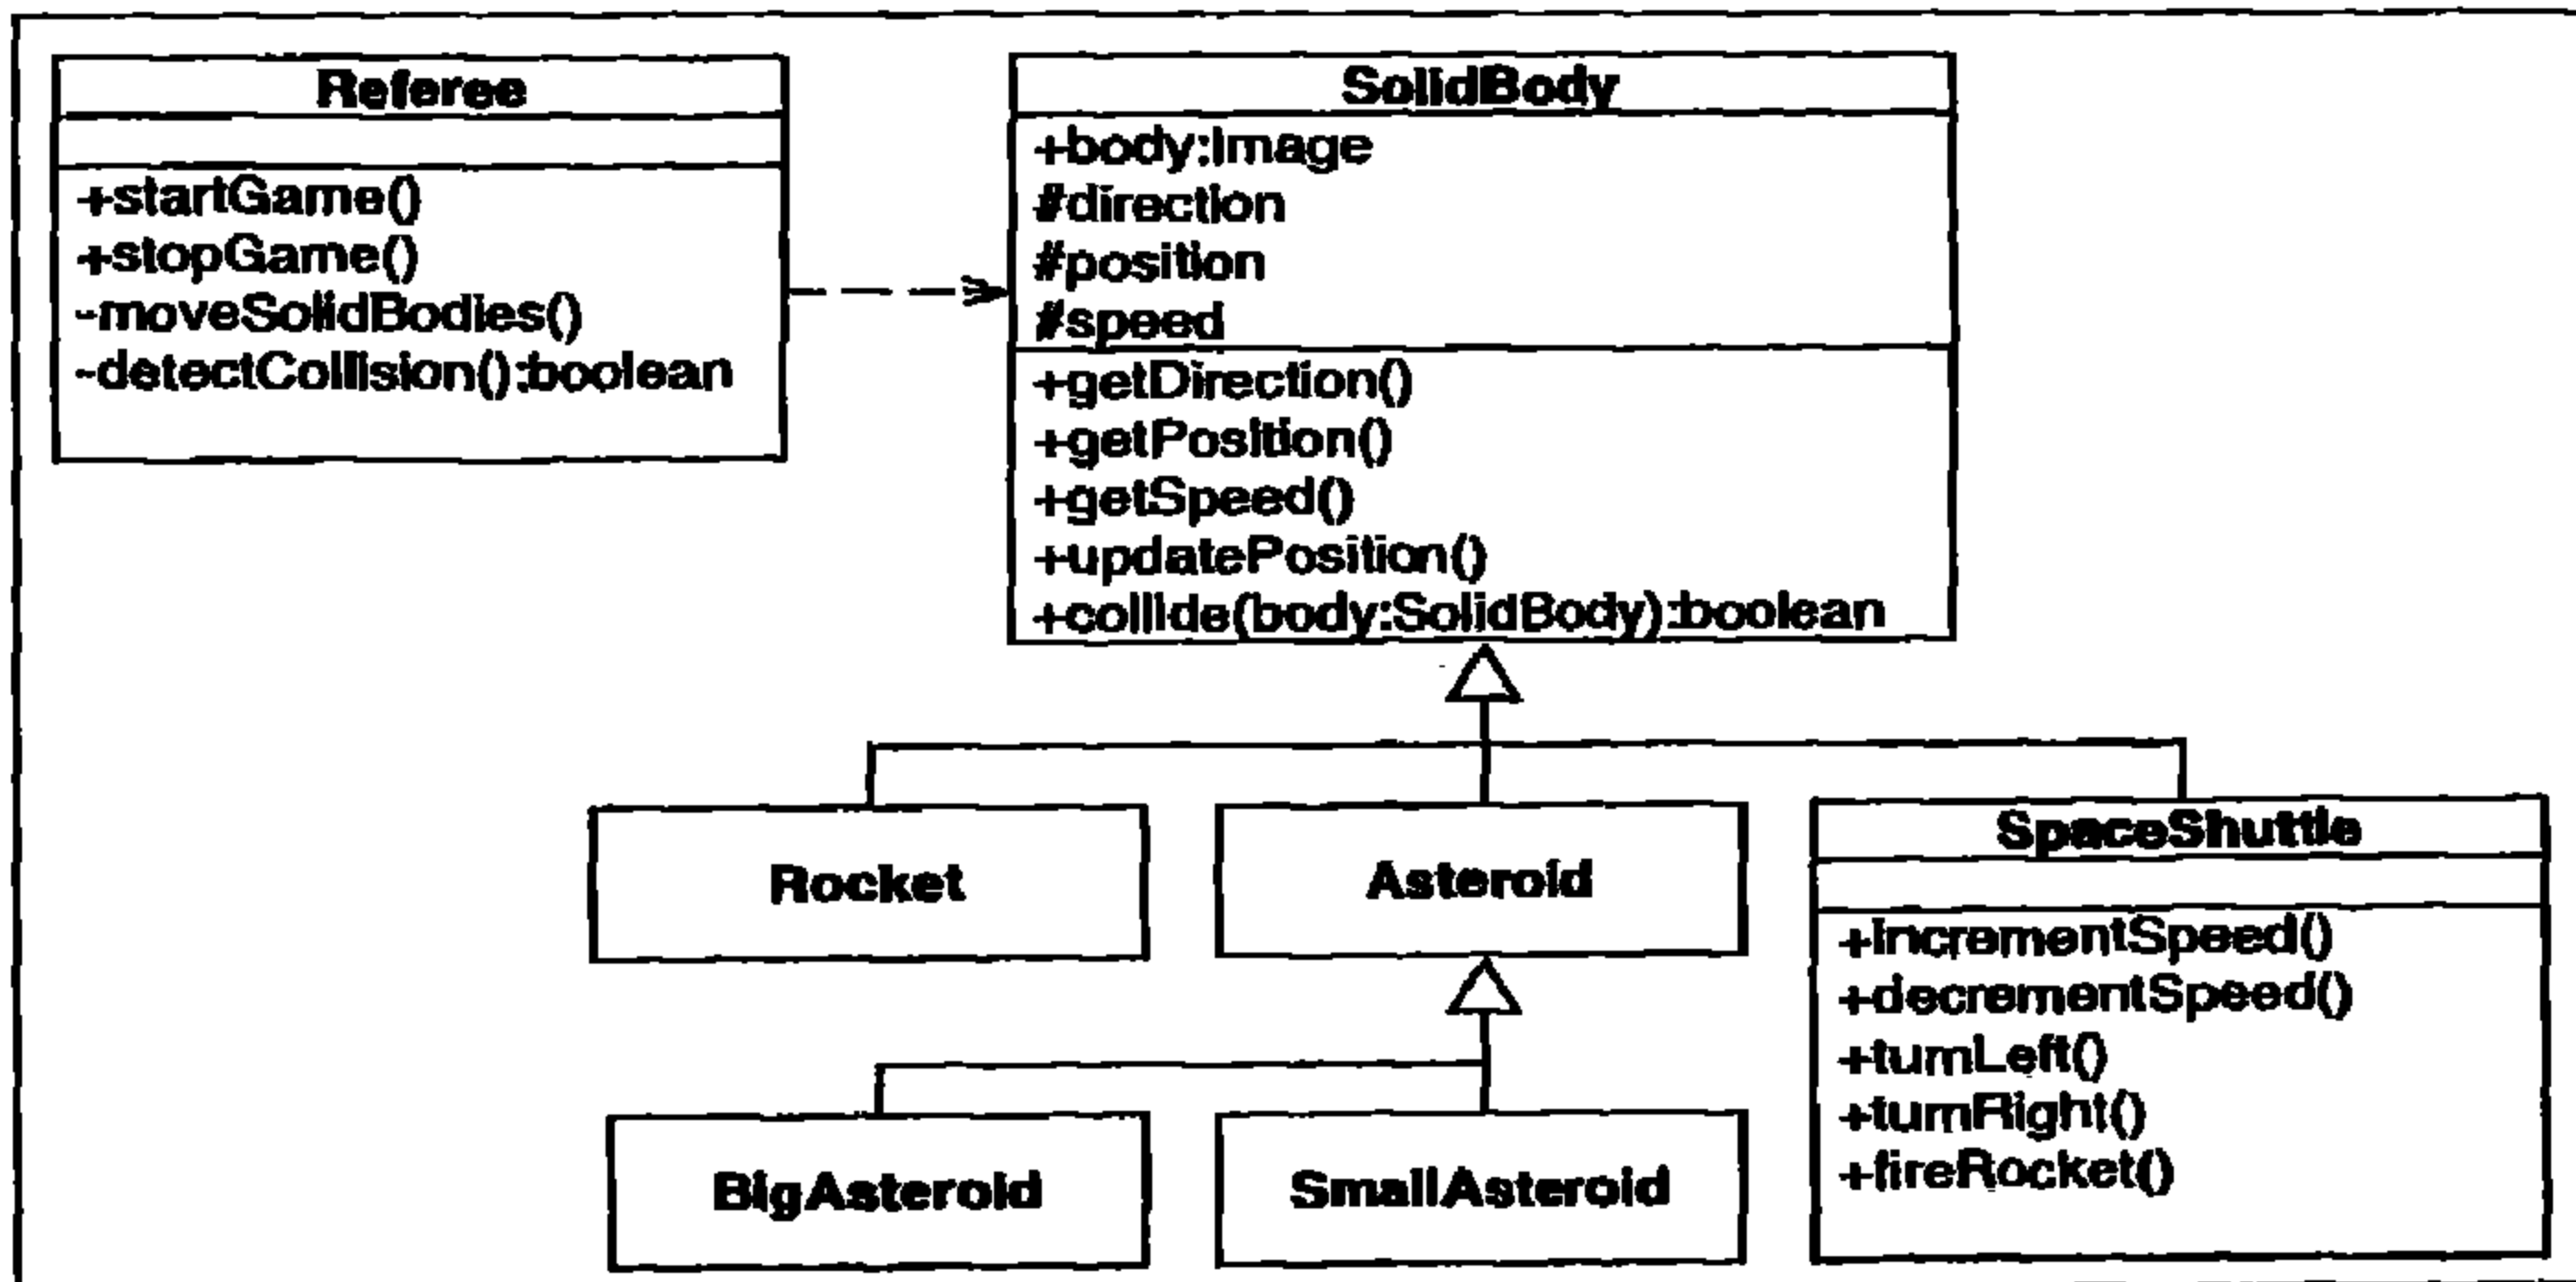 Referee
+startGame()
+stopGame()
-moveSolidBodies()
-detectCollision():boolean
SolidBody
+body:Image
#direction
#position
#speed
+getDirection()
+getPosition()
+getSpeed()
+updatePosition()
+collide(body:SolidBody):boolean
Rocket
Asteroid
SpaceShuttle
+incrementSpeed()
+decrementSpeed()
+turnLeft()
+turnRight()
+fireRocket()
BigAsteroid
SmallAsteroid